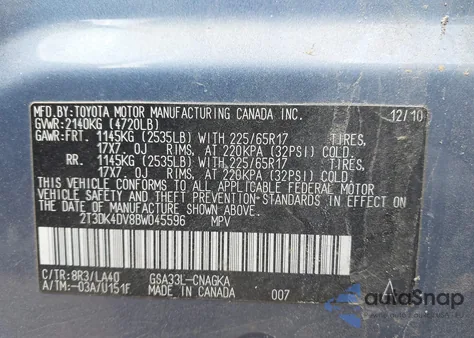 MFD.BY:TOYOTA MOTOR MANUFACTURING CANADA INC. 12/10
GVWR:2140KG (4720LB)
GAWR:FRT. 1145KG (2535LB) WITH 225/65R17 TIRES,
17X7. 0J RIMS, AT 220KPA (32PSI) COLD
RR. 1145KG (2535LB) WITH 225/65R17 TIRES,
17X7. 0J RIMS, AT 220KPA (32PSI) COLD
THIS VEHICLE CONFORMS TO ALL APPLICABLE FEDERAL MOTOR
VEHICLE SAFETY AND THEFT PREVENTION STANDARDS IN EFFECT ON
THE DATE OF MANUFACTURE SHOWN ABOVE.
2T3DK4DV8BW045596 MPV
C/TR:8R3/LA40 GSA33L-CNAGKA
A/TM:-03A/U151F MADE IN CANADA 007
autoSnap